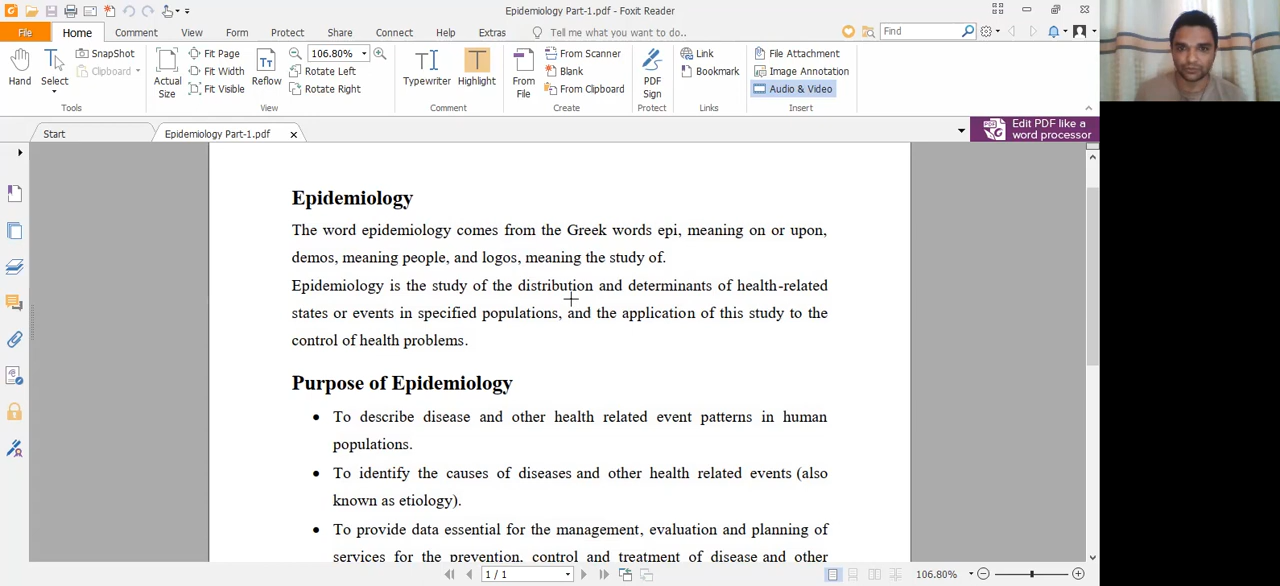 Epidemiology Part-1.pdf - Foxit Reader
File Home Comment View Form Protect Share Connect Help Extras Tell me what you want to do.. Find
Hand
Select
SnapShot
Clipboard
Tools
Actual Size
Fit Page
Fit Width
Fit Visible
Reflow
106.80%
Rotate Left
Rotate Right
View
Typewriter
Highlight
Comment
From File
From Scanner
Blank
From Clipboard
Create
PDF Sign
Protect
Link
Bookmark
Links
File Attachment
Image Annotation
Audio & Video
Insert
Start
Epidemiology Part-1.pdf
Edit PDF like a
word processor
Epidemiology
The word epidemiology comes from the Greek words epi, meaning on or upon,
demos, meaning people, and logos, meaning the study of.
Epidemiology is the study of the distribution and determinants of health-related
states or events in specified populations, and the application of this study to the
control of health problems.
Purpose of Epidemiology
• To describe disease and other health related event patterns in human
populations.
• To identify the causes of diseases and other health related events (also
known as etiology).
• To provide data essential for the management, evaluation and planning of
services for the prevention, control and treatment of disease and other
1 / 1
106.80%